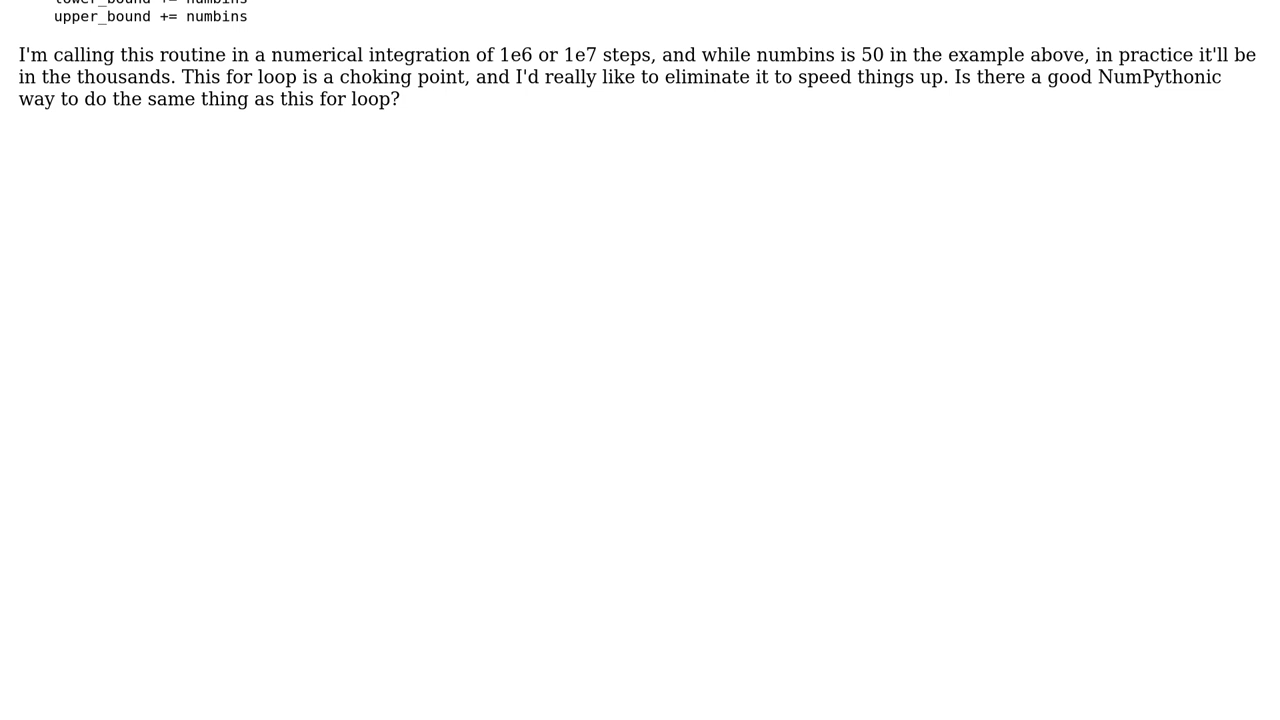 lower_bound += numbins
upper_bound += numbins
I'm calling this routine in a numerical integration of 1e6 or 1e7 steps, and while numbins is 50 in the example above, in practice it'll be
in the thousands. This for loop is a choking point, and I'd really like to eliminate it to speed things up. Is there a good NumPythonic
way to do the same thing as this for loop?